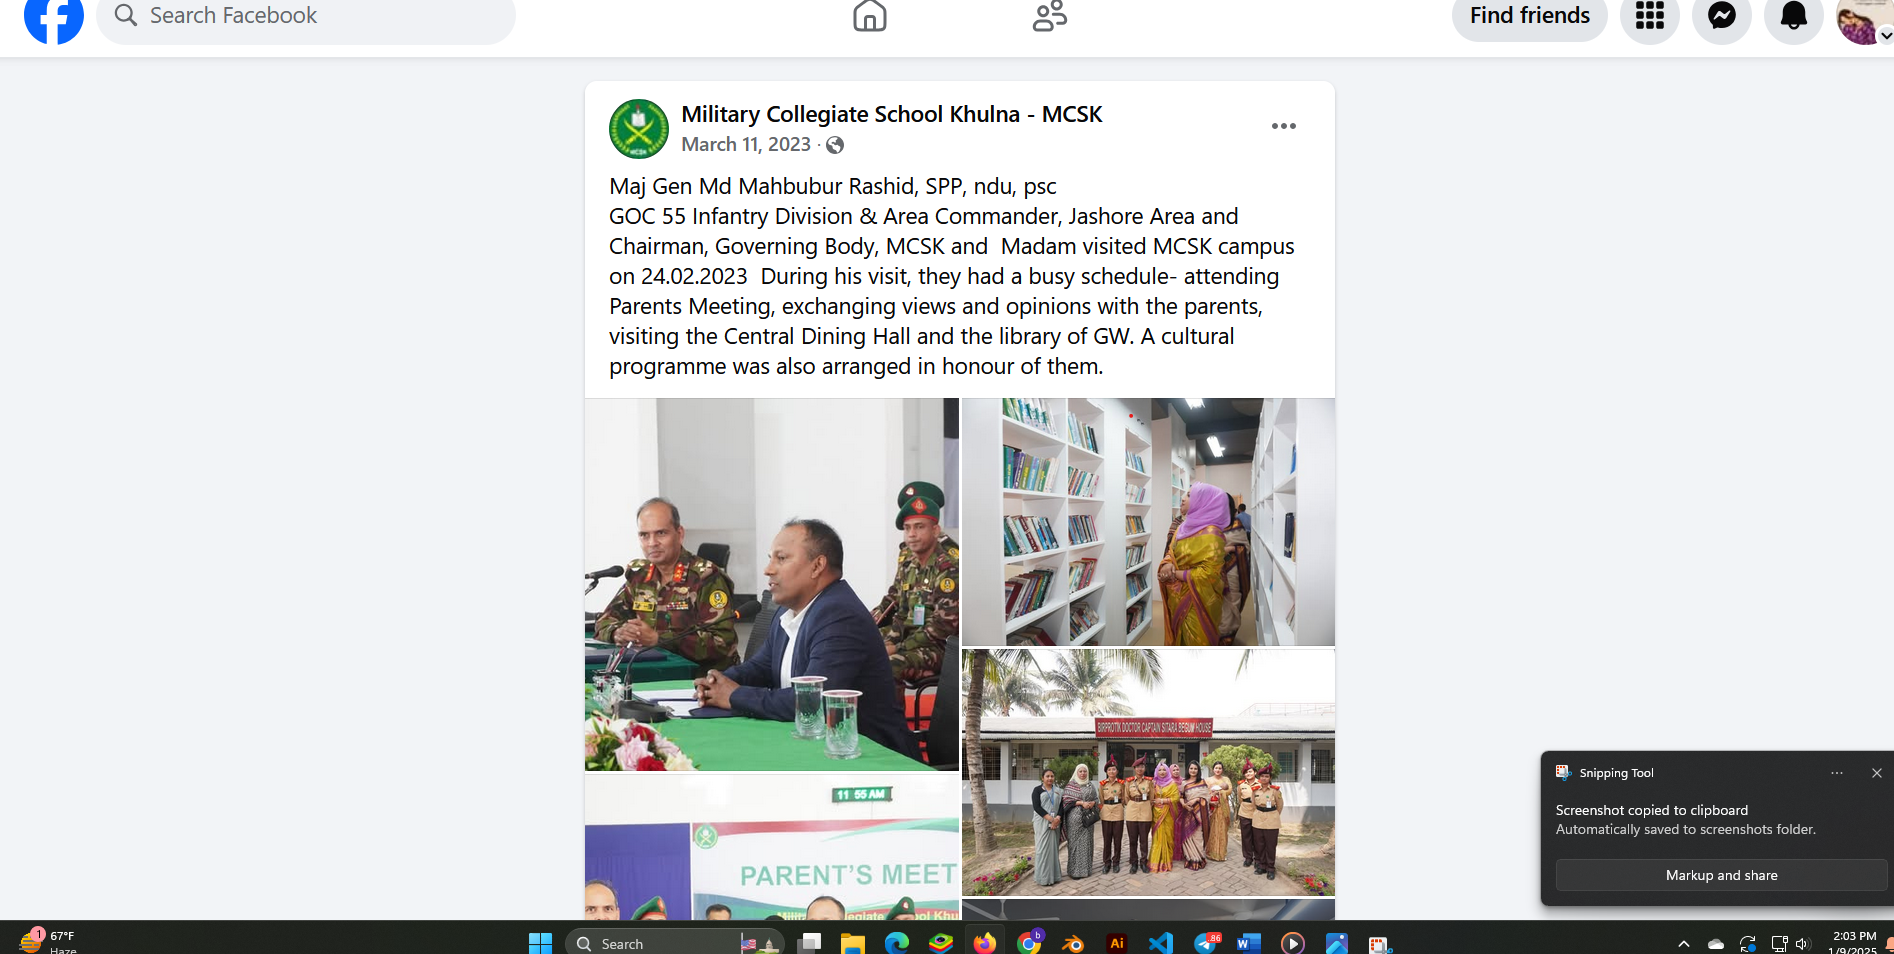 Search Facebook
Find friends
Military Collegiate School Khulna - MCSK
March 11, 2023 ·
Maj Gen Md Mahbubur Rashid, SPP, ndu, psc
GOC 55 Infantry Division & Area Commander, Jashore Area and
Chairman, Governing Body, MCSK and  Madam visited MCSK campus
on 24.02.2023  During his visit, they had a busy schedule- attending
Parents Meeting, exchanging views and opinions with the parents,
visiting the Central Dining Hall and the library of GW. A cultural
programme was also arranged in honour of them.
BIRPROTIK DOCTOR CAPTAIN SITARA BEGUM HOUSE
11 55 AM
PARENT'S MEET
Snipping Tool
Screenshot copied to clipboard
Automatically saved to screenshots folder.
Markup and share
1
67°F
Haze
Search
b
Ai
86
W
2:03 PM
1/9/2025